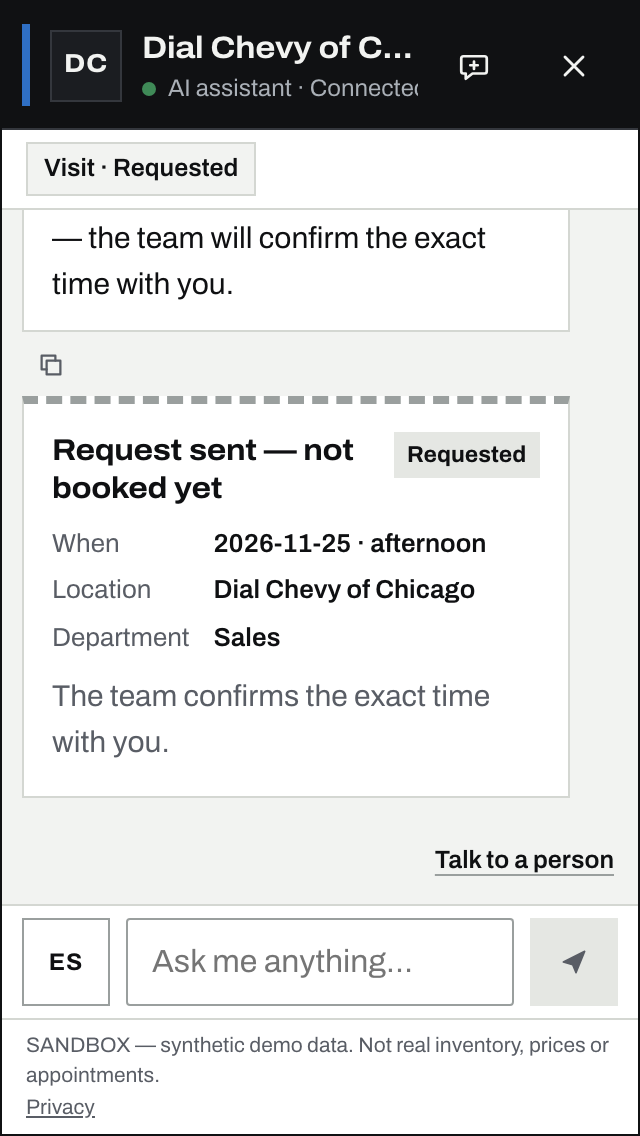 DC
Dial Chevy of C...
AI assistant · Connected
Visit · Requested
— the team will confirm the exact
time with you.
Request sent — not
booked yet
Requested
When 2026-11-25 · afternoon
Location Dial Chevy of Chicago
Department Sales
The team confirms the exact time
with you.
Talk to a person
ES
Ask me anything...
SANDBOX — synthetic demo data. Not real inventory, prices or
appointments.
Privacy